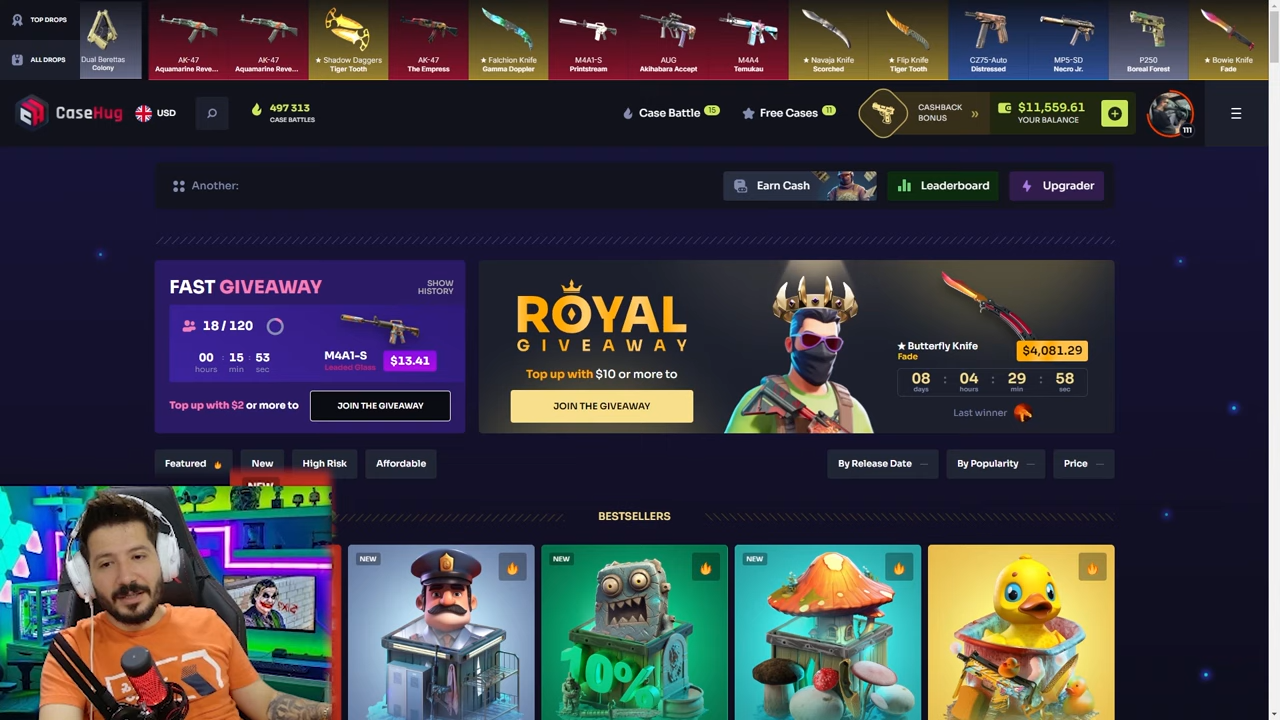 TOP DROPS
ALL DROPS
Dual Berettas
Colony
AK-47
Aquamarine Reve...
AK-47
Aquamarine Reve...
★ Shadow Daggers
Tiger Tooth
AK-47
The Empress
★ Falchion Knife
Gamma Doppler
M4A1-S
Printstream
AUG
Akihabara Accept
M4A4
Temukau
★ Navaja Knife
Scorched
★ Flip Knife
Tiger Tooth
CZ75-Auto
Distressed
MP5-SD
Necro Jr.
P250
Boreal Forest
★ Bowie Knife
Fade
CaseHug
USD
497 313
CASE BATTLES
Case Battle 15
Free Cases 11
CASHBACK
BONUS »
$11,559.61
YOUR BALANCE
111
Another:
Earn Cash
Leaderboard
Upgrader
FAST GIVEAWAY
SHOW
HISTORY
18 / 120
00 : 15 : 53
hours min sec
M4A1-S
Leaded Glass
$13.41
Top up with $2 or more to
JOIN THE GIVEAWAY
ROYAL
GIVEAWAY
Top up with $10 or more to
JOIN THE GIVEAWAY
★ Butterfly Knife
Fade
$4,081.29
08 : 04 : 29 : 58
days hours min sec
Last winner
Featured
New
High Risk
Affordable
By Release Date
By Popularity
Price
NEW
BESTSELLERS
NEW
NEW
NEW
10%